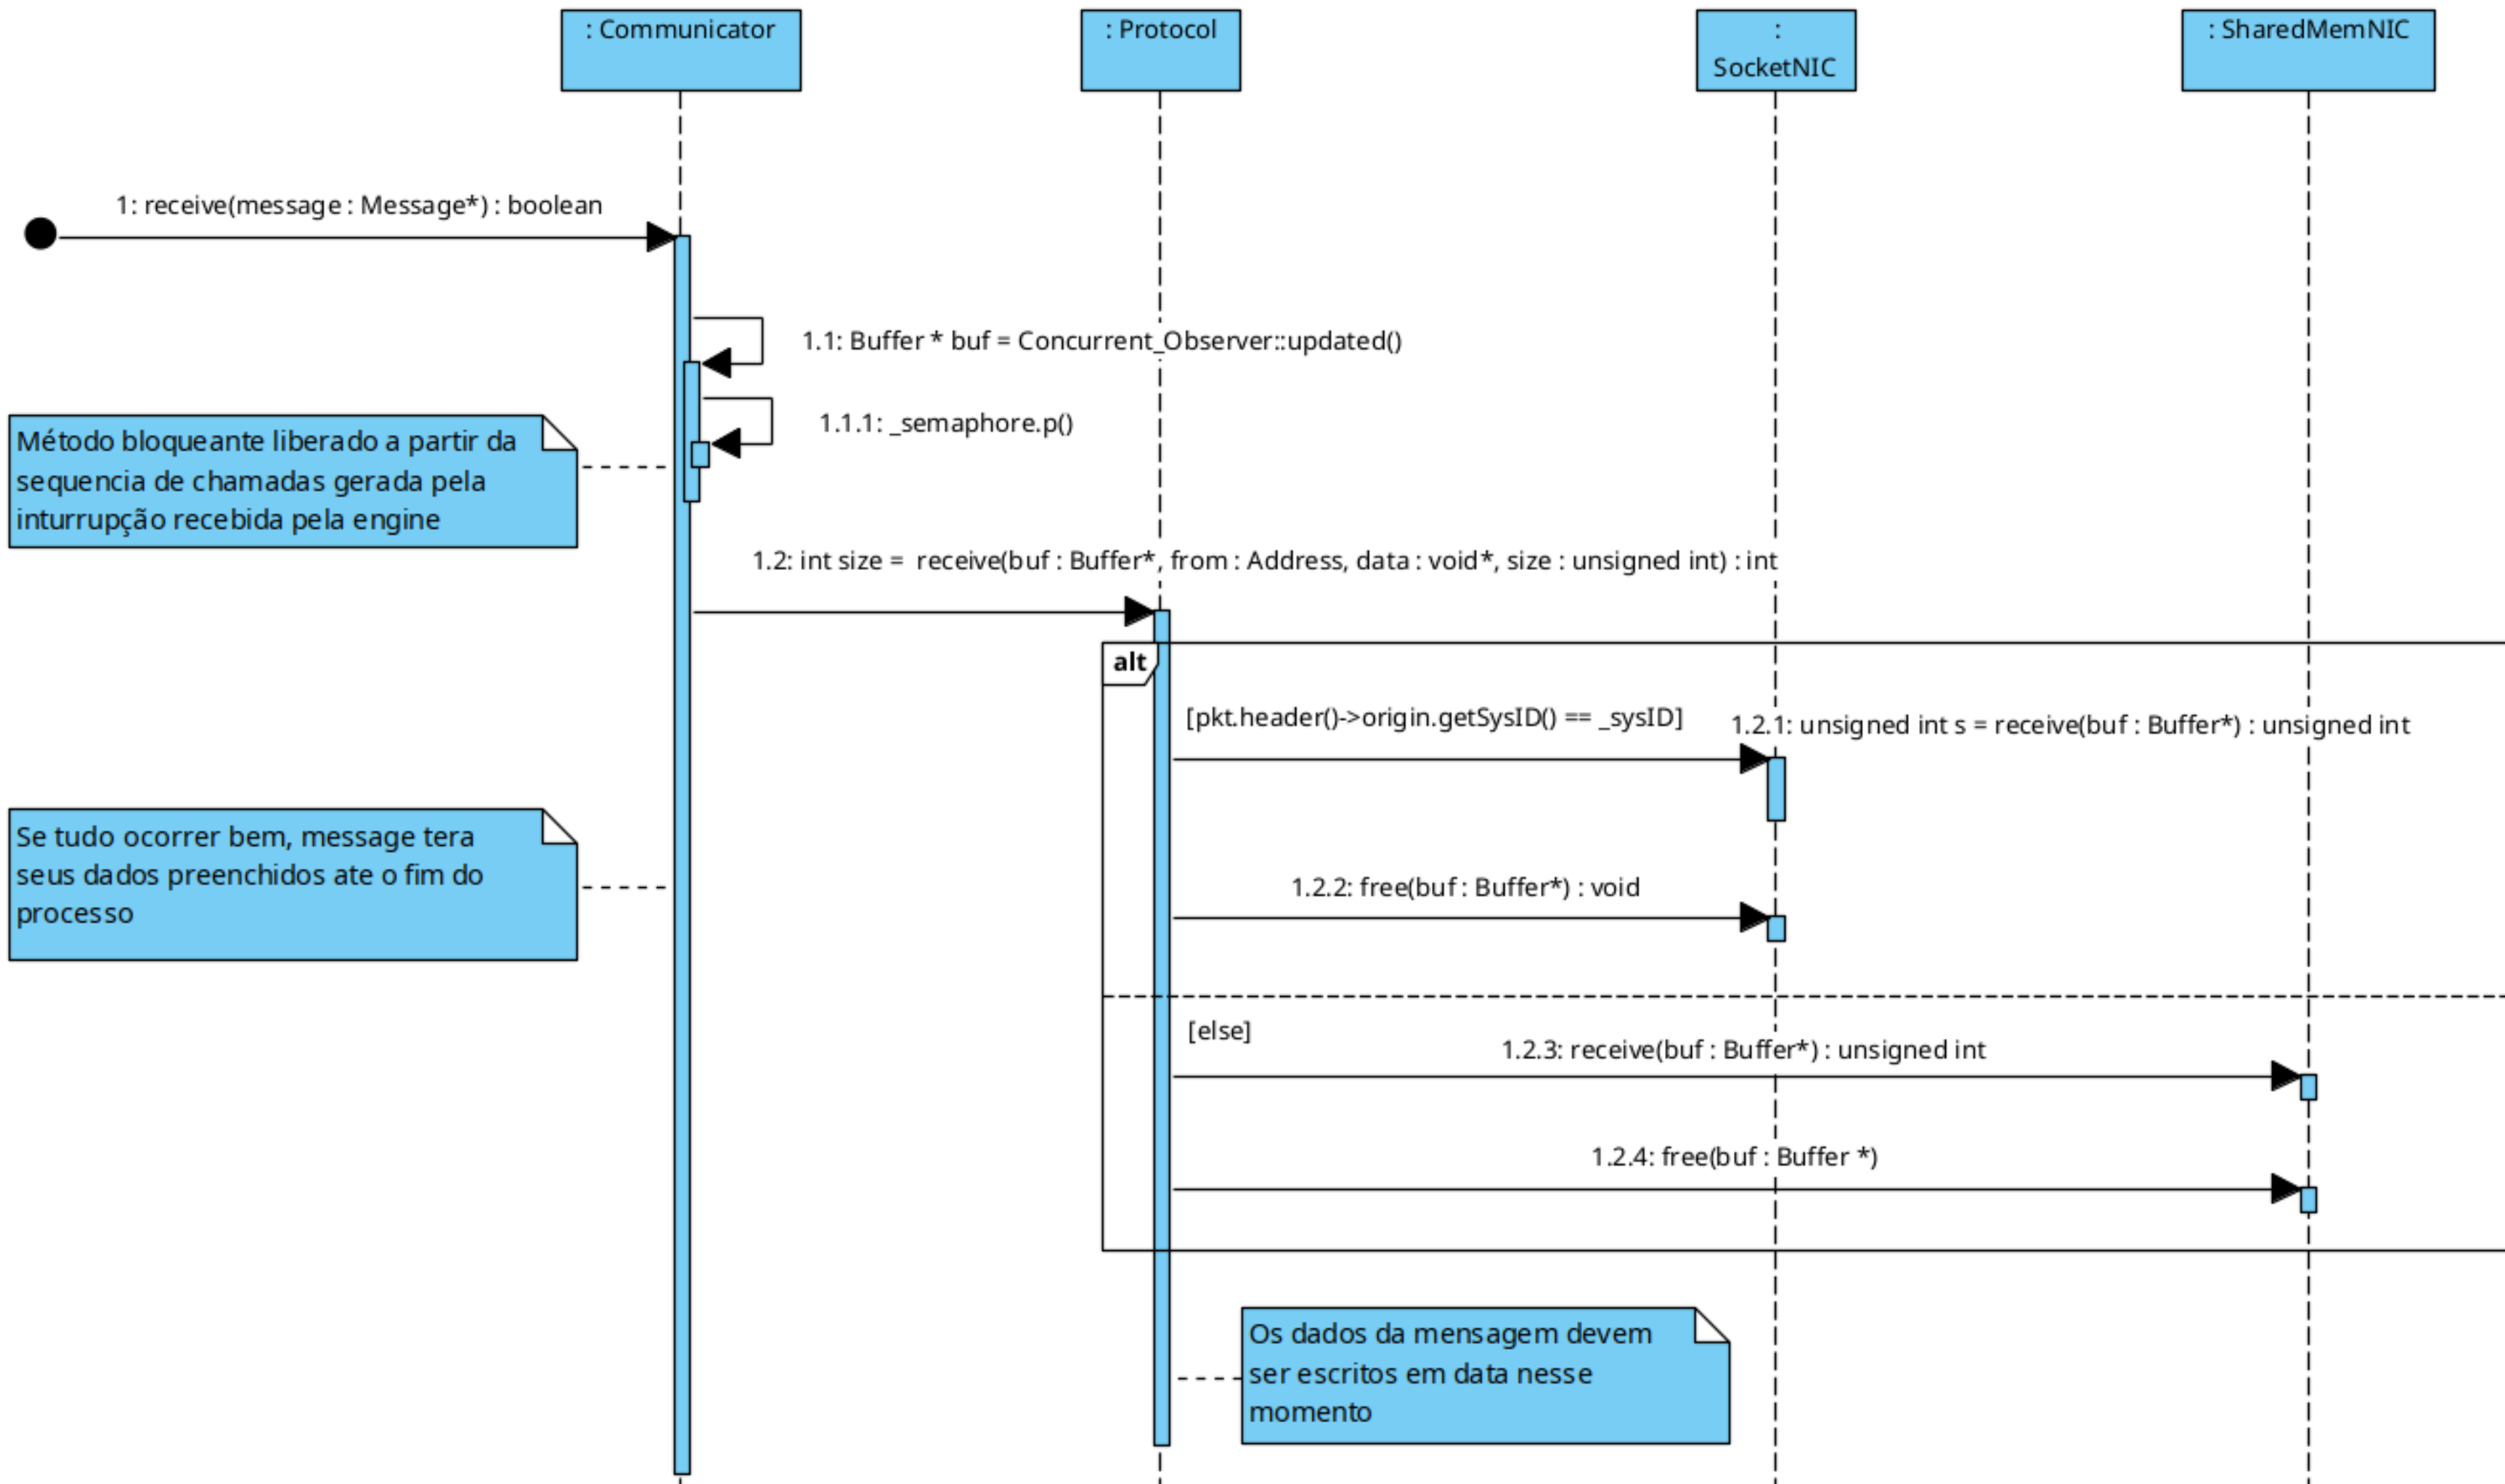 : Communicator
: Protocol
:
SocketNIC
: SharedMemNIC
1: receive(message : Message*) : boolean
1.1: Buffer * buf = Concurrent_Observer::updated()
1.1.1: _semaphore.p()
Método bloqueante liberado a partir da
sequencia de chamadas gerada pela
inturrupção recebida pela engine
1.2: int size =  receive(buf : Buffer*, from : Address, data : void*, size : unsigned int) : int
alt
[pkt.header()->origin.getSysID() == _sysID]
1.2.1: unsigned int s = receive(buf : Buffer*) : unsigned int
Se tudo ocorrer bem, message tera
seus dados preenchidos ate o fim do
processo
1.2.2: free(buf : Buffer*) : void
[else]
1.2.3: receive(buf : Buffer*) : unsigned int
1.2.4: free(buf : Buffer *)
Os dados da mensagem devem
ser escritos em data nesse
momento